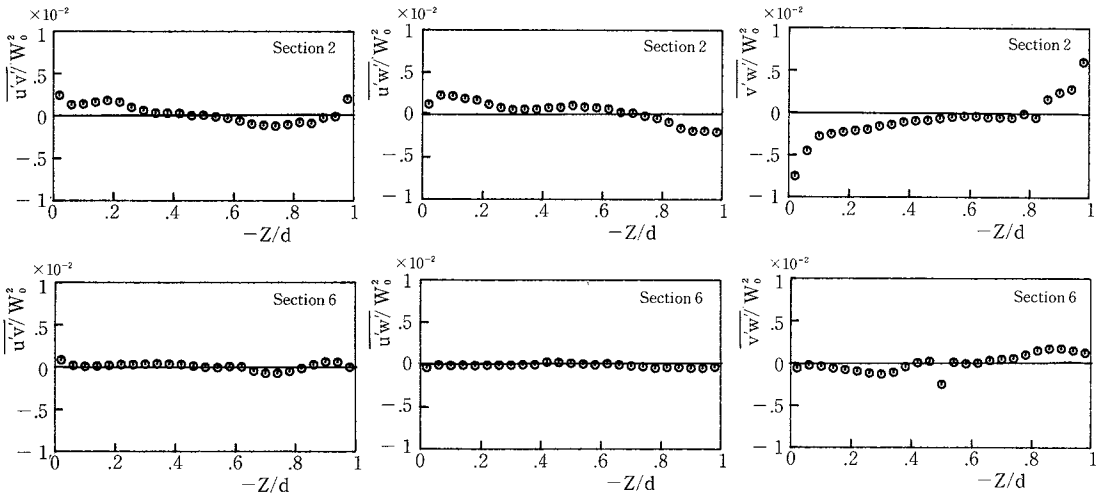 ×10⁻²
1
.5
0
−.5
−1
u′v′/W₀²
Section 2
0 .2 .4 .6 .8 1
−Z/d
×10⁻²
1
.5
0
−.5
−1
u′w′/W₀²
Section 2
0 .2 .4 .6 .8 1
−Z/d
×10⁻²
1
.5
0
−.5
−1
v′w′/W₀²
Section 2
0 .2 .4 .6 .8 1
−Z/d
×10⁻²
1
.5
0
−.5
−1
u′v′/W₀²
Section 6
0 .2 .4 .6 .8 1
−Z/d
×10⁻²
1
.5
0
−.5
−1
u′w′/W₀²
Section 6
0 .2 .4 .6 .8 1
−Z/d
×10⁻²
1
.5
0
−.5
−1
v′w′/W₀²
Section 6
0 .2 .4 .6 .8 1
−Z/d